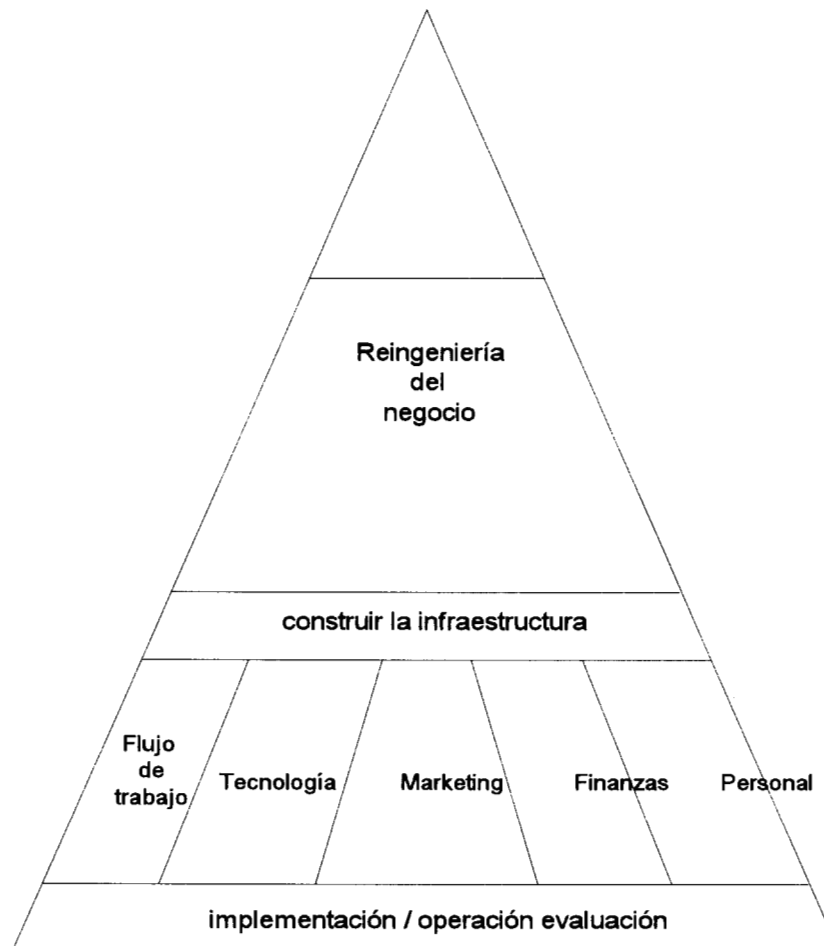 Reingeniería
del
negocio
construir la infraestructura
Flujo
de
trabajo
Tecnología
Marketing
Finanzas
Personal
implementación / operación evaluación